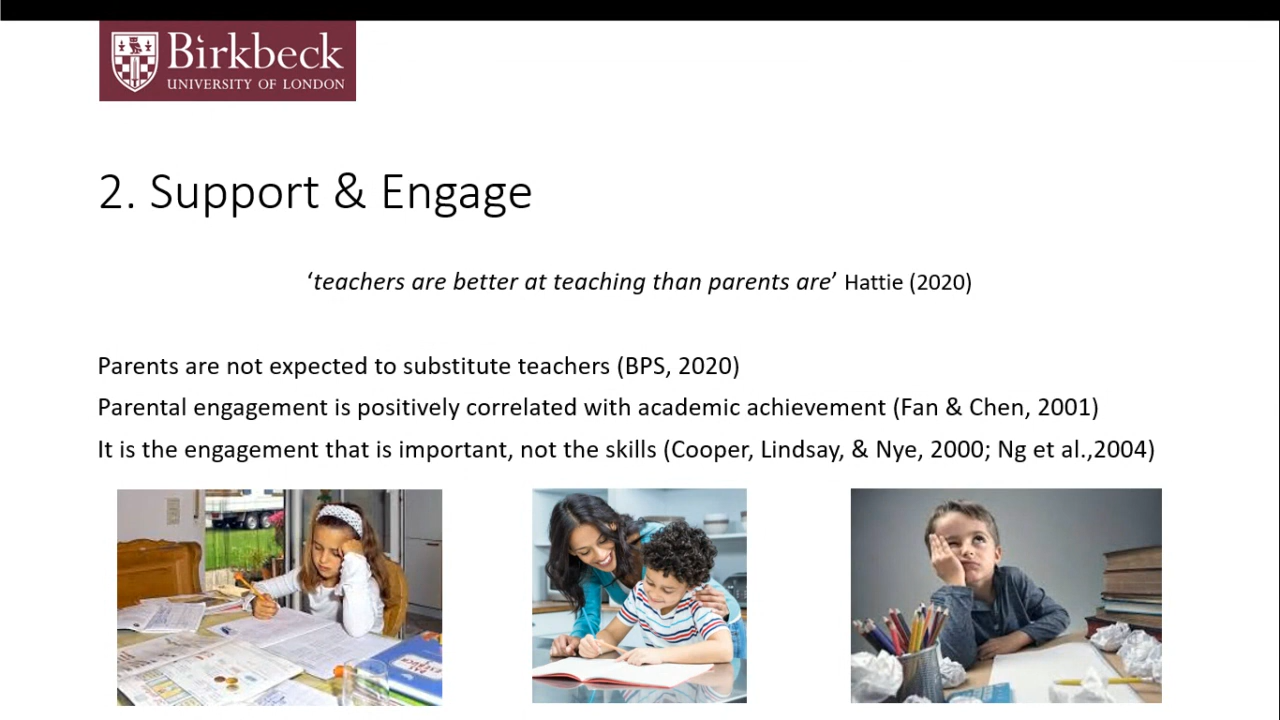 Birkbeck
UNIVERSITY OF LONDON
2. Support & Engage
‘teachers are better at teaching than parents are’ Hattie (2020)
Parents are not expected to substitute teachers (BPS, 2020)
Parental engagement is positively correlated with academic achievement (Fan & Chen, 2001)
It is the engagement that is important, not the skills (Cooper, Lindsay, & Nye, 2000; Ng et al.,2004)